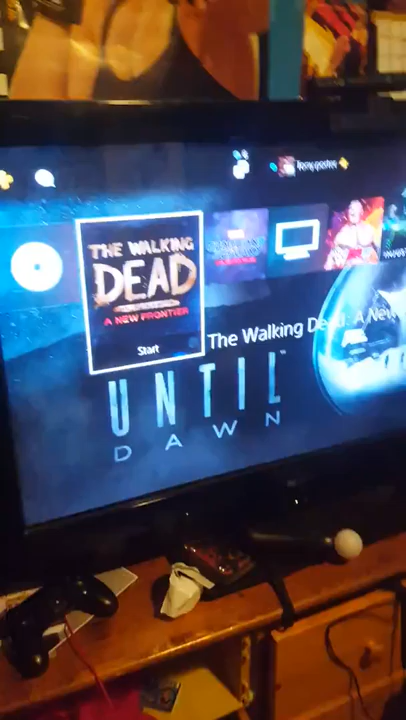 THE WALKING
DEAD
A NEW FRONTIER
Start
The Walking Dead: A New
UNTIL
DAWN